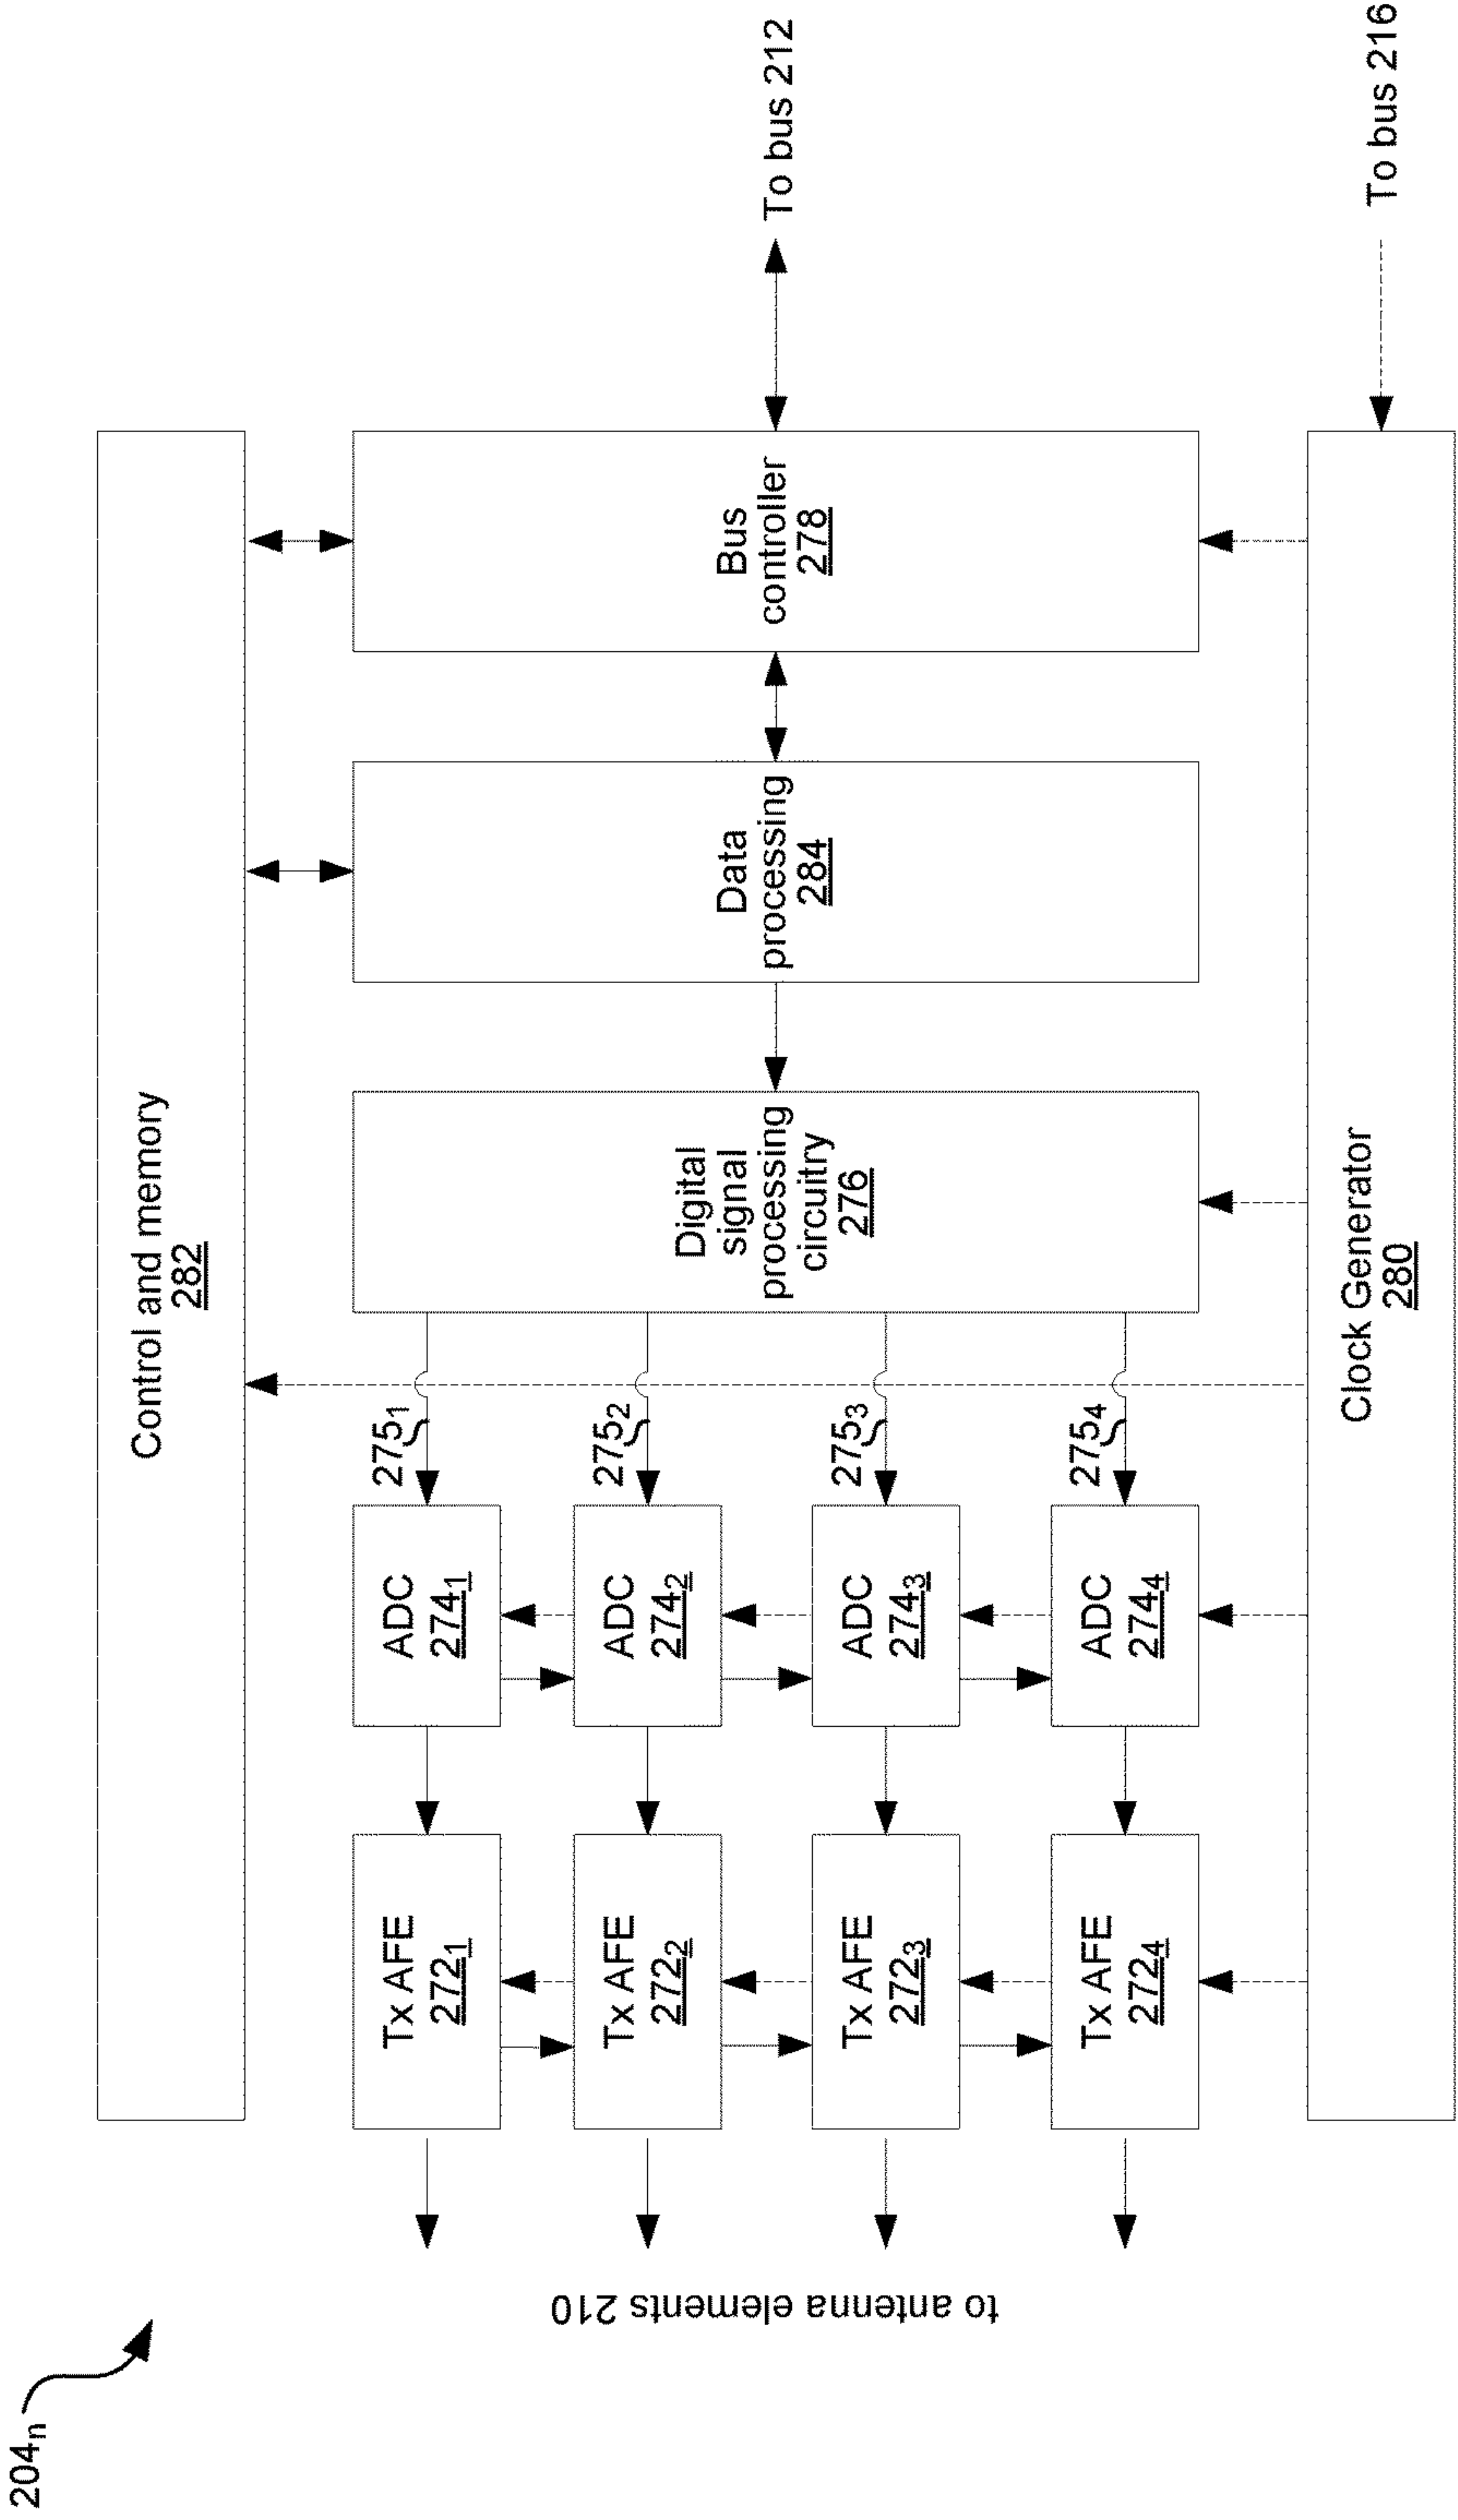 204n
Control and memory
282
to antenna elements 210
Tx AFE
2721
Tx AFE
2722
Tx AFE
2723
Tx AFE
2724
ADC
2741
ADC
2742
ADC
2743
ADC
2744
2751
2752
2753
2754
Digital
signal
processing
circuitry
276
Data
processing
284
Bus
controller
278
To bus 212
Clock Generator
280
To bus 216